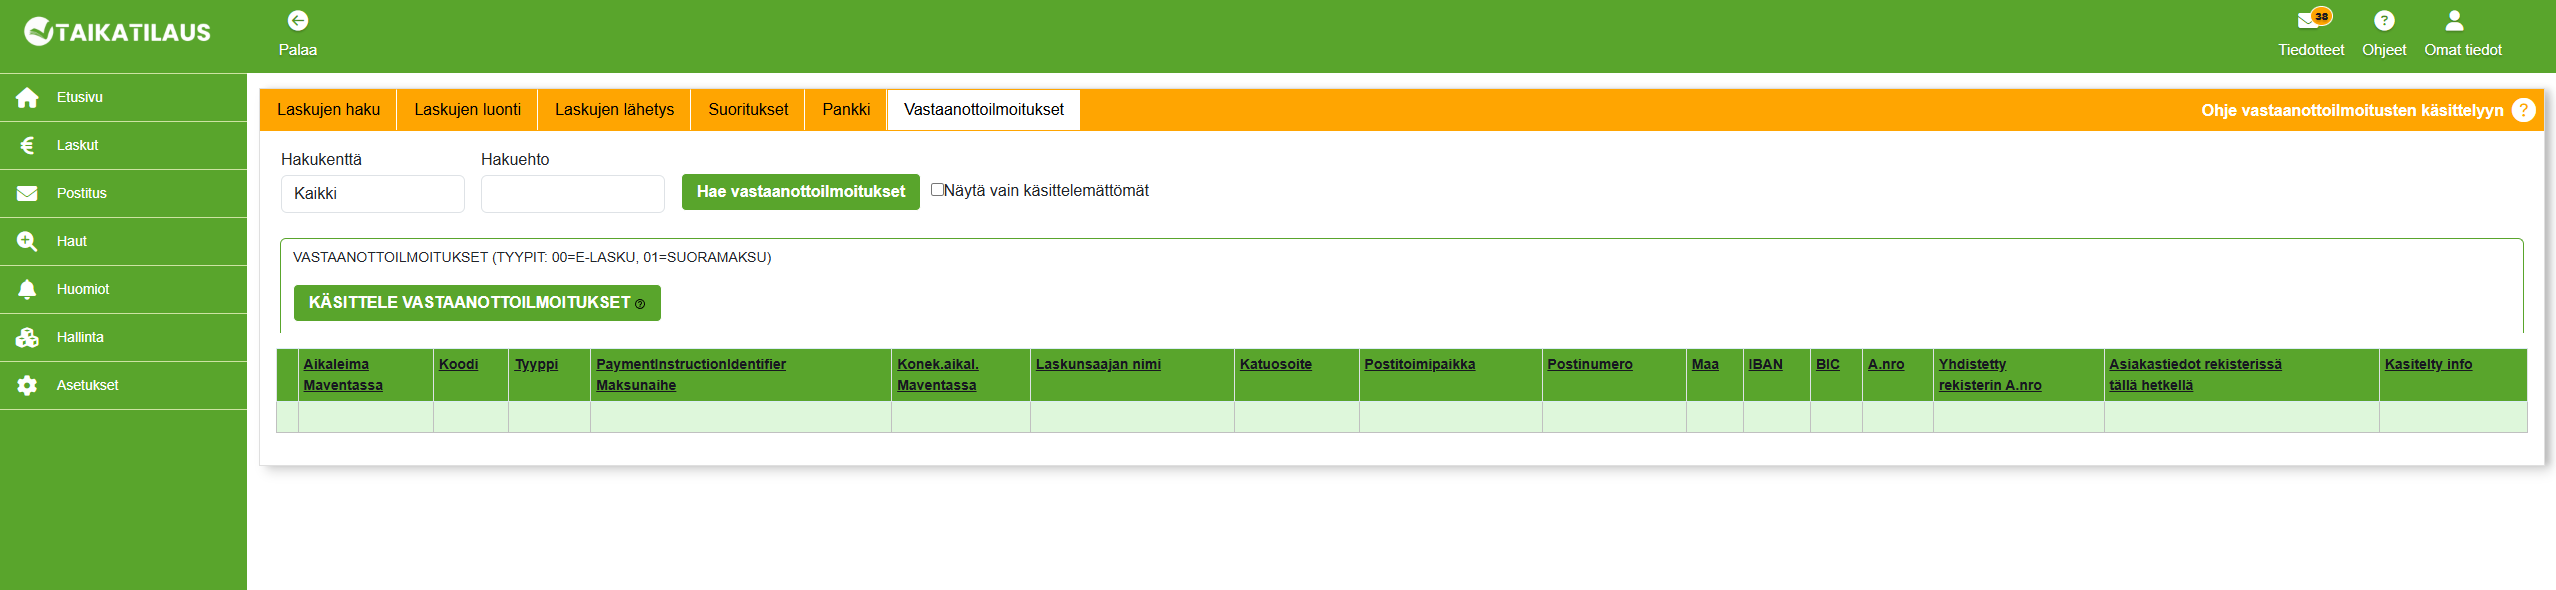 TAIKATILAUS
Palaa
38
Tiedotteet
Ohjeet
Omat tiedot
Etusivu
Laskut
Postitus
Haut
Huomiot
Hallinta
Asetukset
Laskujen haku
Laskujen luonti
Laskujen lähetys
Suoritukset
Pankki
Vastaanottoilmoitukset
Ohje vastaanottoilmoitusten käsittelyyn ?
Hakukenttä
Hakuehto
Kaikki
Hae vastaanottoilmoitukset
Näytä vain käsittelemättömät
VASTAANOTTOILMOITUKSET (TYYPIT: 00=E-LASKU, 01=SUORAMAKSU)
KÄSITTELE VASTAANOTTOILMOITUKSET ?
Aikaleima
Maventassa
Koodi
Tyyppi
PaymentInstructionIdentifier
Maksunaihe
Konek.aikal.
Maventassa
Laskunsaajan nimi
Katuosoite
Postitoimipaikka
Postinumero
Maa
IBAN
BIC
A.nro
Yhdistetty
rekisterin A.nro
Asiakastiedot rekisterissä
tällä hetkellä
Kasitelty info